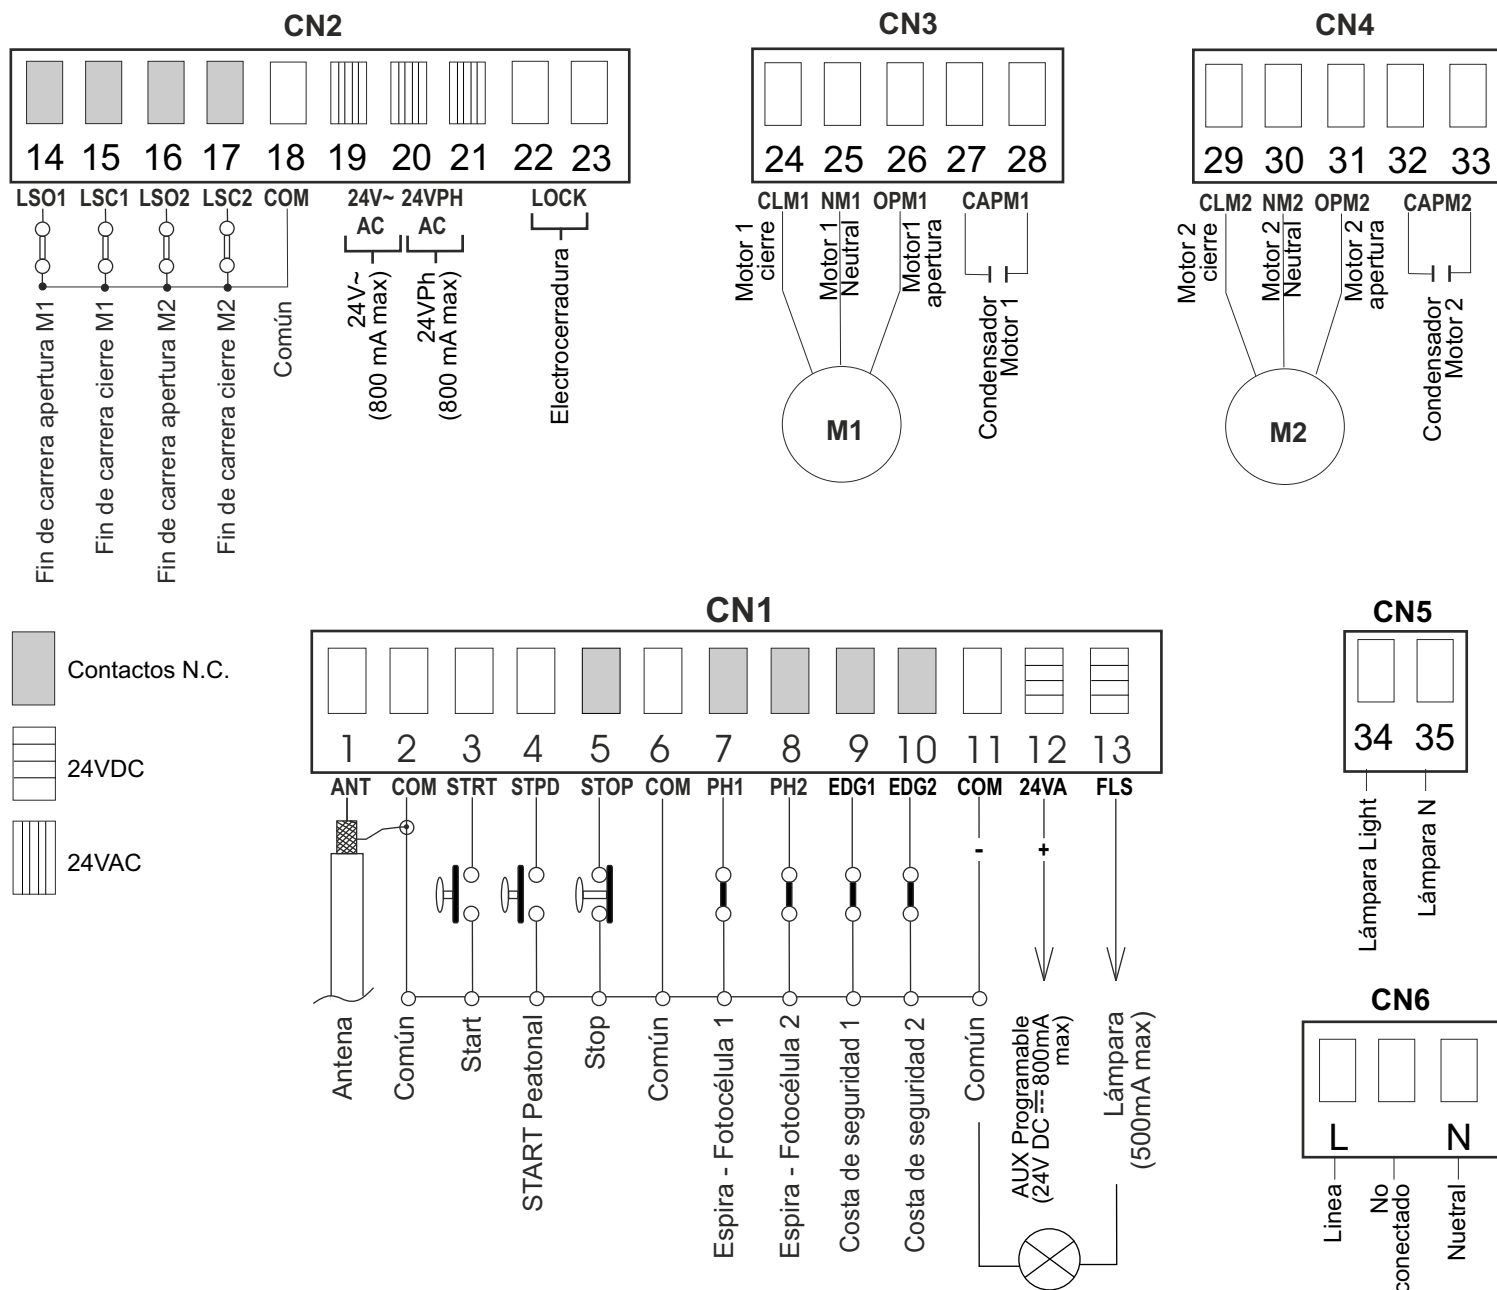 CN2
14 15 16 17 18 19 20 21 22 23
LSO1 LSC1 LSO2 LSC2 COM 24V~ 24VPH LOCK
AC AC
Fin de carrera apertura M1
Fin de carrera cierre M1
Fin de carrera apertura M2
Fin de carrera cierre M2
Común
24V~
(800 mA max)
24VPh
(800 mA max)
Electrocerradura
CN3
24 25 26 27 28
CLM1 NM1 OPM1 CAPM1
Motor 1
cierre
Motor 1
Neutral
Motor1
apertura
Condensador
Motor 1
M1
CN4
29 30 31 32 33
CLM2 NM2 OPM2 CAPM2
Motor 2
cierre
Motor 2
Neutral
Motor 2
apertura
Condensador
Motor 2
M2
Contactos N.C.
24VDC
24VAC
CN1
1 2 3 4 5 6 7 8 9 10 11 12 13
ANT COM STRT STPD STOP COM PH1 PH2 EDG1 EDG2 COM 24VA FLS
- +
Antena
Común
Start
START Peatonal
Stop
Común
Espira - Fotocélula 1
Espira - Fotocélula 2
Costa de seguridad 1
Costa de seguridad 2
Común
AUX Programable
(24V DC ⎓ 800mA
max)
Lámpara
(500mA max)
CN5
34 35
Lámpara Light
Lámpara N
CN6
L N
Linea
No
conectado
Nuetral